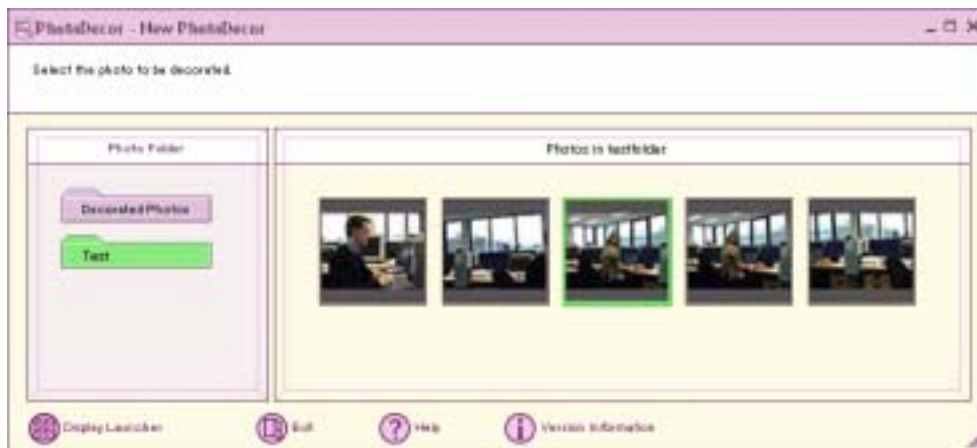 PhotoDecor - New PhotoDecor
Select the photo to be decorated.
Photo Folder
Photos in testfolder
Decorated Photos
Test
Display Launcher
Exit
Help
Version Information